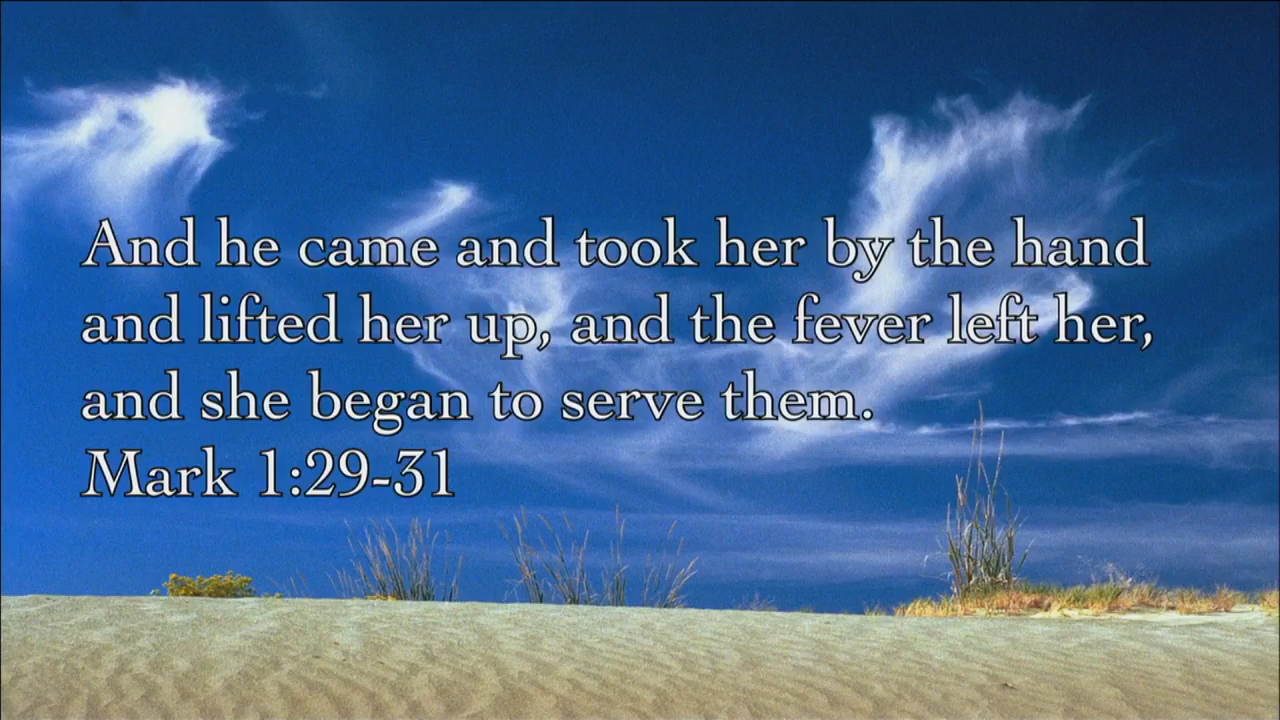 And he came and took her by the hand
and lifted her up, and the fever left her,
and she began to serve them.
Mark 1:29-31